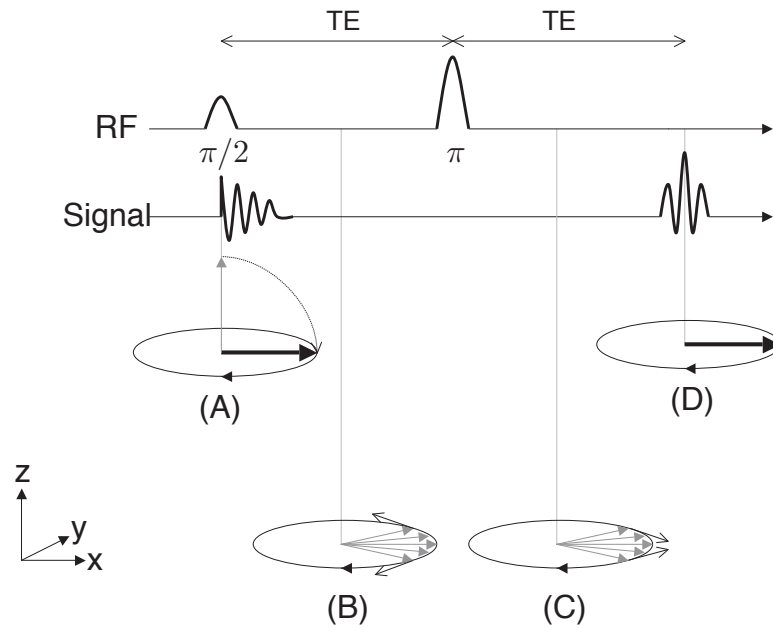 TE TE
RF
π/2 π
Signal
(A) (D)
z
y
x
(B) (C)